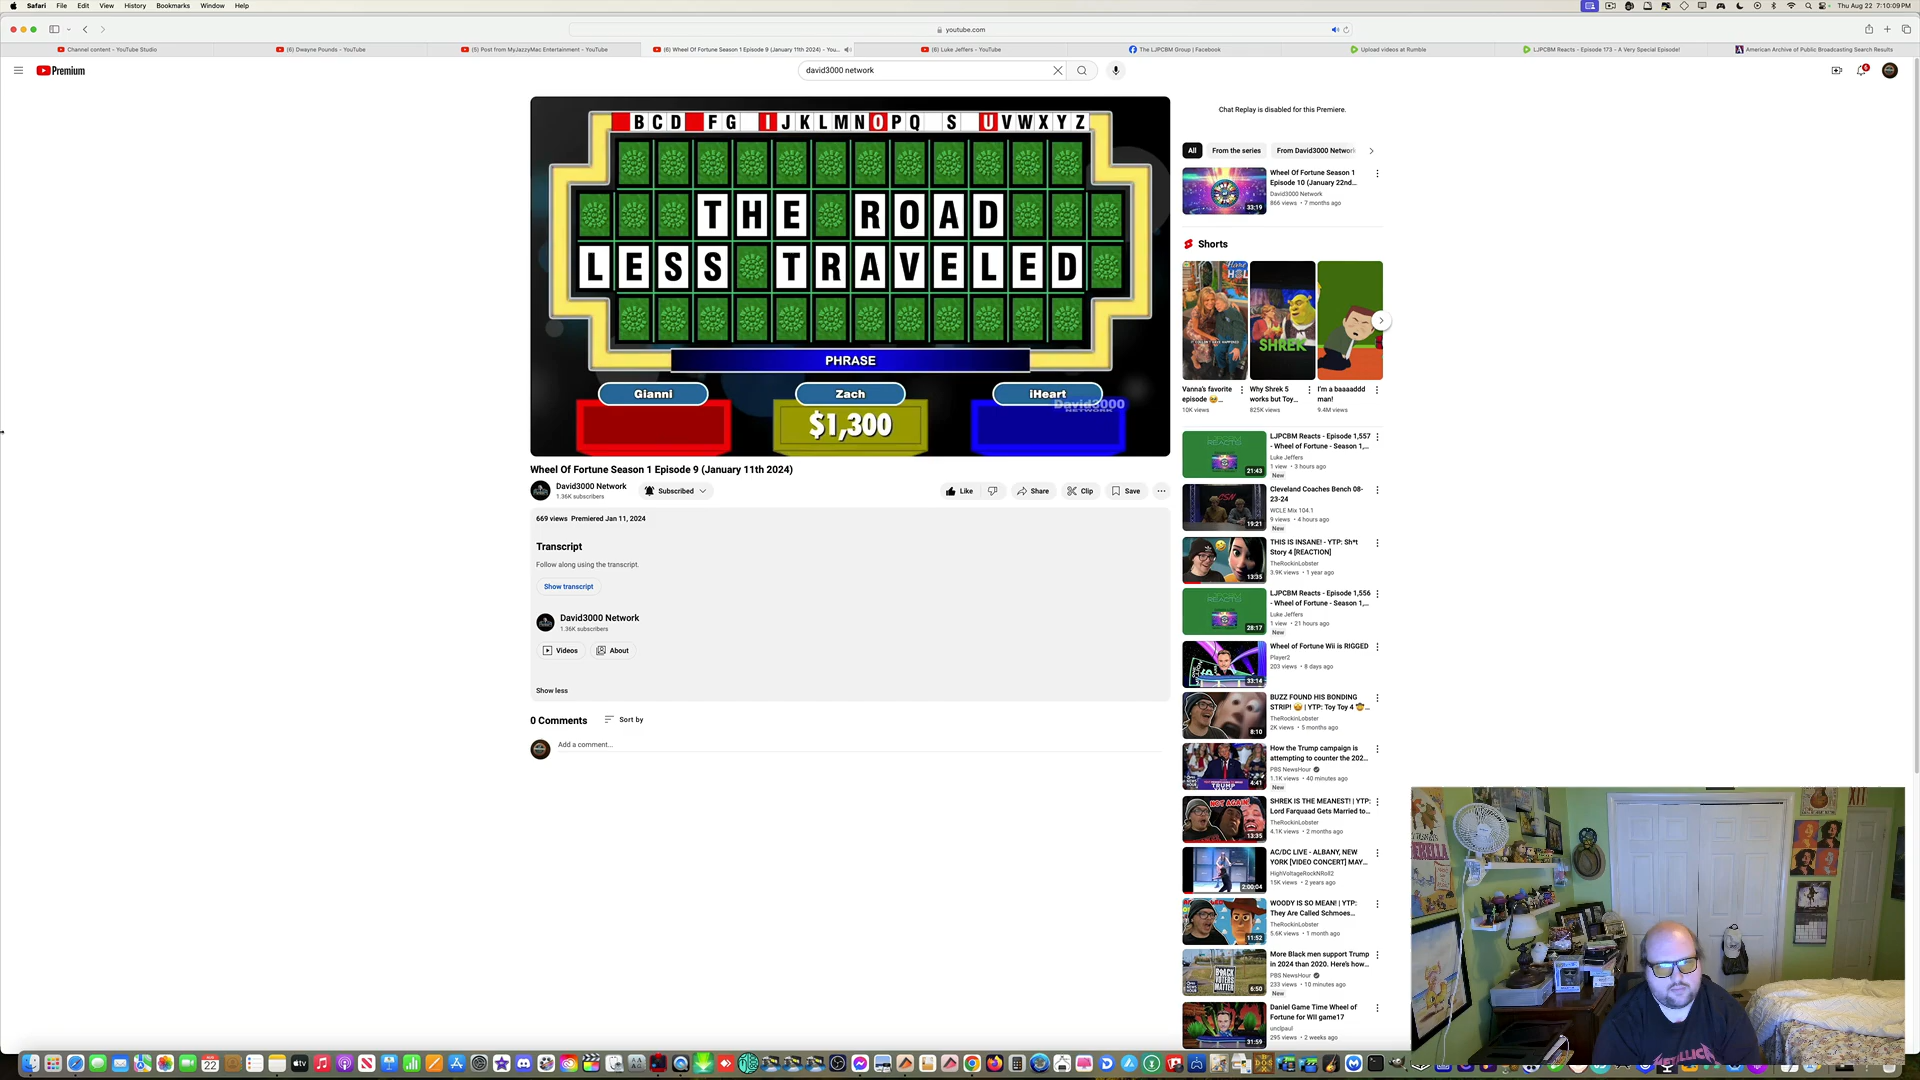 Safari File Edit View History Bookmarks Window Help
Thu Aug 22 7:10:09 PM
youtube.com
Channel content - YouTube Studio
(6) Dwayne Pounds - YouTube
(5) Post from MyJazzyMac Entertainment - YouTube
(6) Wheel Of Fortune Season 1 Episode 9 (January 11th 2024) - You...
(6) Luke Jeffers - YouTube
The LJPCBM Group | Facebook
Upload videos at Rumble
LJPCBM Reacts - Episode 173 - A Very Special Episode!
American Archive of Public Broadcasting Search Results
Premium
david3000 network
6
B C D F G I J K L M N O P Q S U V W X Y Z
THE ROAD
LESS TRAVELED
PHRASE
Gianni
Zach
iHeart
$1,300
David3000
NETWORK
Wheel Of Fortune Season 1 Episode 9 (January 11th 2024)
David3000 Network
1.36K subscribers
Subscribed
Like
Share
Clip
Save
669 views Premiered Jan 11, 2024
Transcript
Follow along using the transcript.
Show transcript
David3000 Network
1.36K subscribers
Videos
About
Show less
0 Comments
Sort by
Add a comment...
Chat Replay is disabled for this Premiere.
All
From the series
From David3000 Network
Wheel Of Fortune Season 1
Episode 10 (January 22nd...
David3000 Network
866 views • 7 months ago
33:19
Shorts
SHREK
Vanna's favorite
episode
10K views
Why Shrek 5
works but Toy...
825K views
I'm a baaaaddd
man!
9.4M views
LJPCBM Reacts - Episode 1,557
- Wheel of Fortune - Season 1,...
Luke Jeffers
1 view • 3 hours ago
New
21:43
Cleveland Coaches Bench 08-
23-24
WCLE Mix 104.1
9 views • 4 hours ago
New
19:21
THIS IS INSANE! - YTP: Sh*t
Story 4 [REACTION]
TheRockinLobster
3.9K views • 1 year ago
13:35
LJPCBM Reacts - Episode 1,556
- Wheel of Fortune - Season 1,...
Luke Jeffers
1 view • 21 hours ago
New
28:17
Wheel of Fortune Wii is RIGGED
Player2
203 views • 8 days ago
33:14
BUZZ FOUND HIS BONDING
STRIP! 🤩 | YTP: Toy Toy 4 🤠...
TheRockinLobster
2K views • 5 months ago
8:10
How the Trump campaign is
attempting to counter the 202...
PBS NewsHour
1.1K views • 40 minutes ago
New
4:41
SHREK IS THE MEANEST! | YTP:
Lord Farquaad Gets Married to...
TheRockinLobster
4.1K views • 2 months ago
13:35
AC/DC LIVE - ALBANY, NEW
YORK [VIDEO CONCERT] MAY...
HighVoltageRockNRoll2
15K views • 2 years ago
2:00:04
WOODY IS SO MEAN! | YTP:
They Are Called Schmoes...
TheRockinLobster
5.6K views • 1 month ago
11:52
More Black men support Trump
in 2024 than 2020. Here's how...
PBS NewsHour
233 views • 10 minutes ago
New
BLACK
VOTERS
MATTER
6:50
Daniel Game Time Wheel of
Fortune for WII game17
unclpaul
295 views • 2 weeks ago
31:59
METALLICA